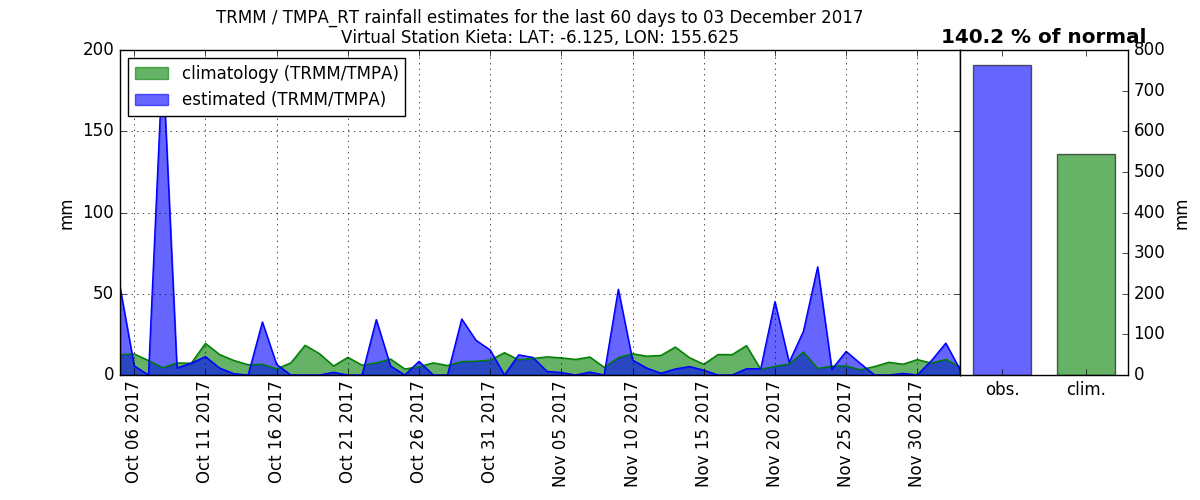 TRMM / TMPA_RT rainfall estimates for the last 60 days to 03 December 2017
Virtual Station Kieta: LAT: -6.125, LON: 155.625
140.2 % of normal
climatology (TRMM/TMPA)
estimated (TRMM/TMPA)
200
150
100
50
0
mm
800
700
600
500
400
300
200
100
0
mm
obs.
clim.
Oct 06 2017
Oct 11 2017
Oct 16 2017
Oct 21 2017
Oct 26 2017
Oct 31 2017
Nov 05 2017
Nov 10 2017
Nov 15 2017
Nov 20 2017
Nov 25 2017
Nov 30 2017